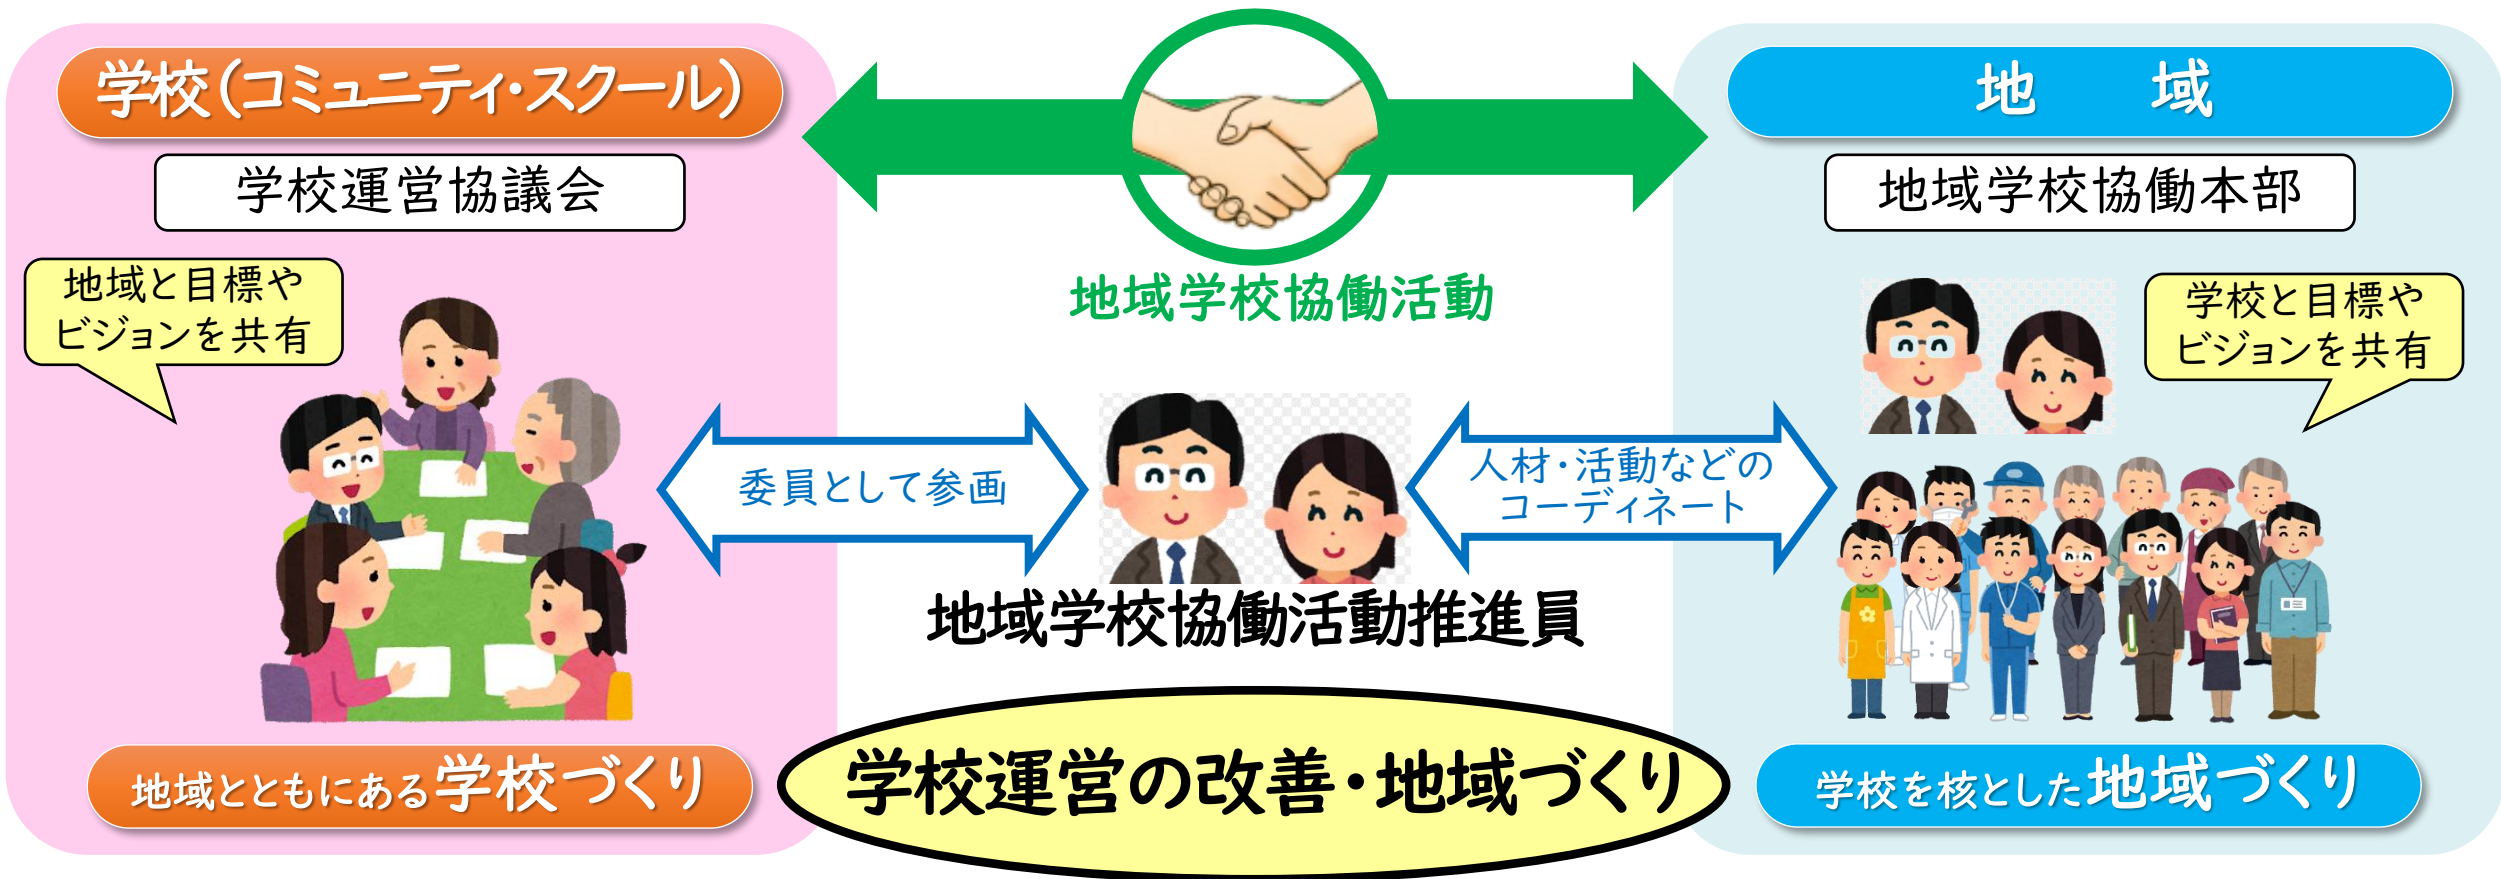 学校（コミュニティ・スクール）
学校運営協議会
地域と目標や
ビジョンを共有
地域とともにある学校づくり
地域学校協働活動
委員として参画
人材・活動などの
コーディネート
地域学校協働活動推進員
学校運営の改善・地域づくり
地　域
地域学校協働本部
学校と目標や
ビジョンを共有
学校を核とした地域づくり